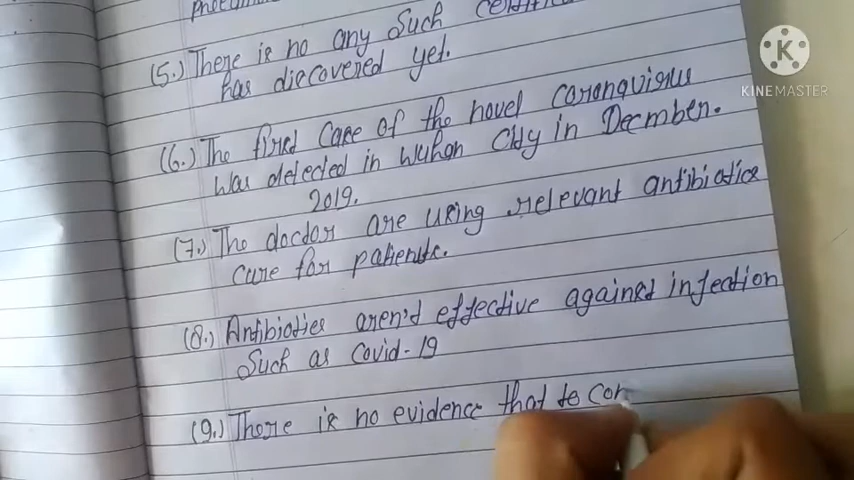 (5.) There is no any such
has discovered yet.
(6.) The first case of the novel coronavirus
was detected in Wuhan City in Decmber.
2019.
(7.) The doctor are using relevant antibiotics
cure for patients.
(8.) Antibiotics aren't effective against infection
Such as Covid-19
(9.) There is no evidence that to con
K
KINEMASTER